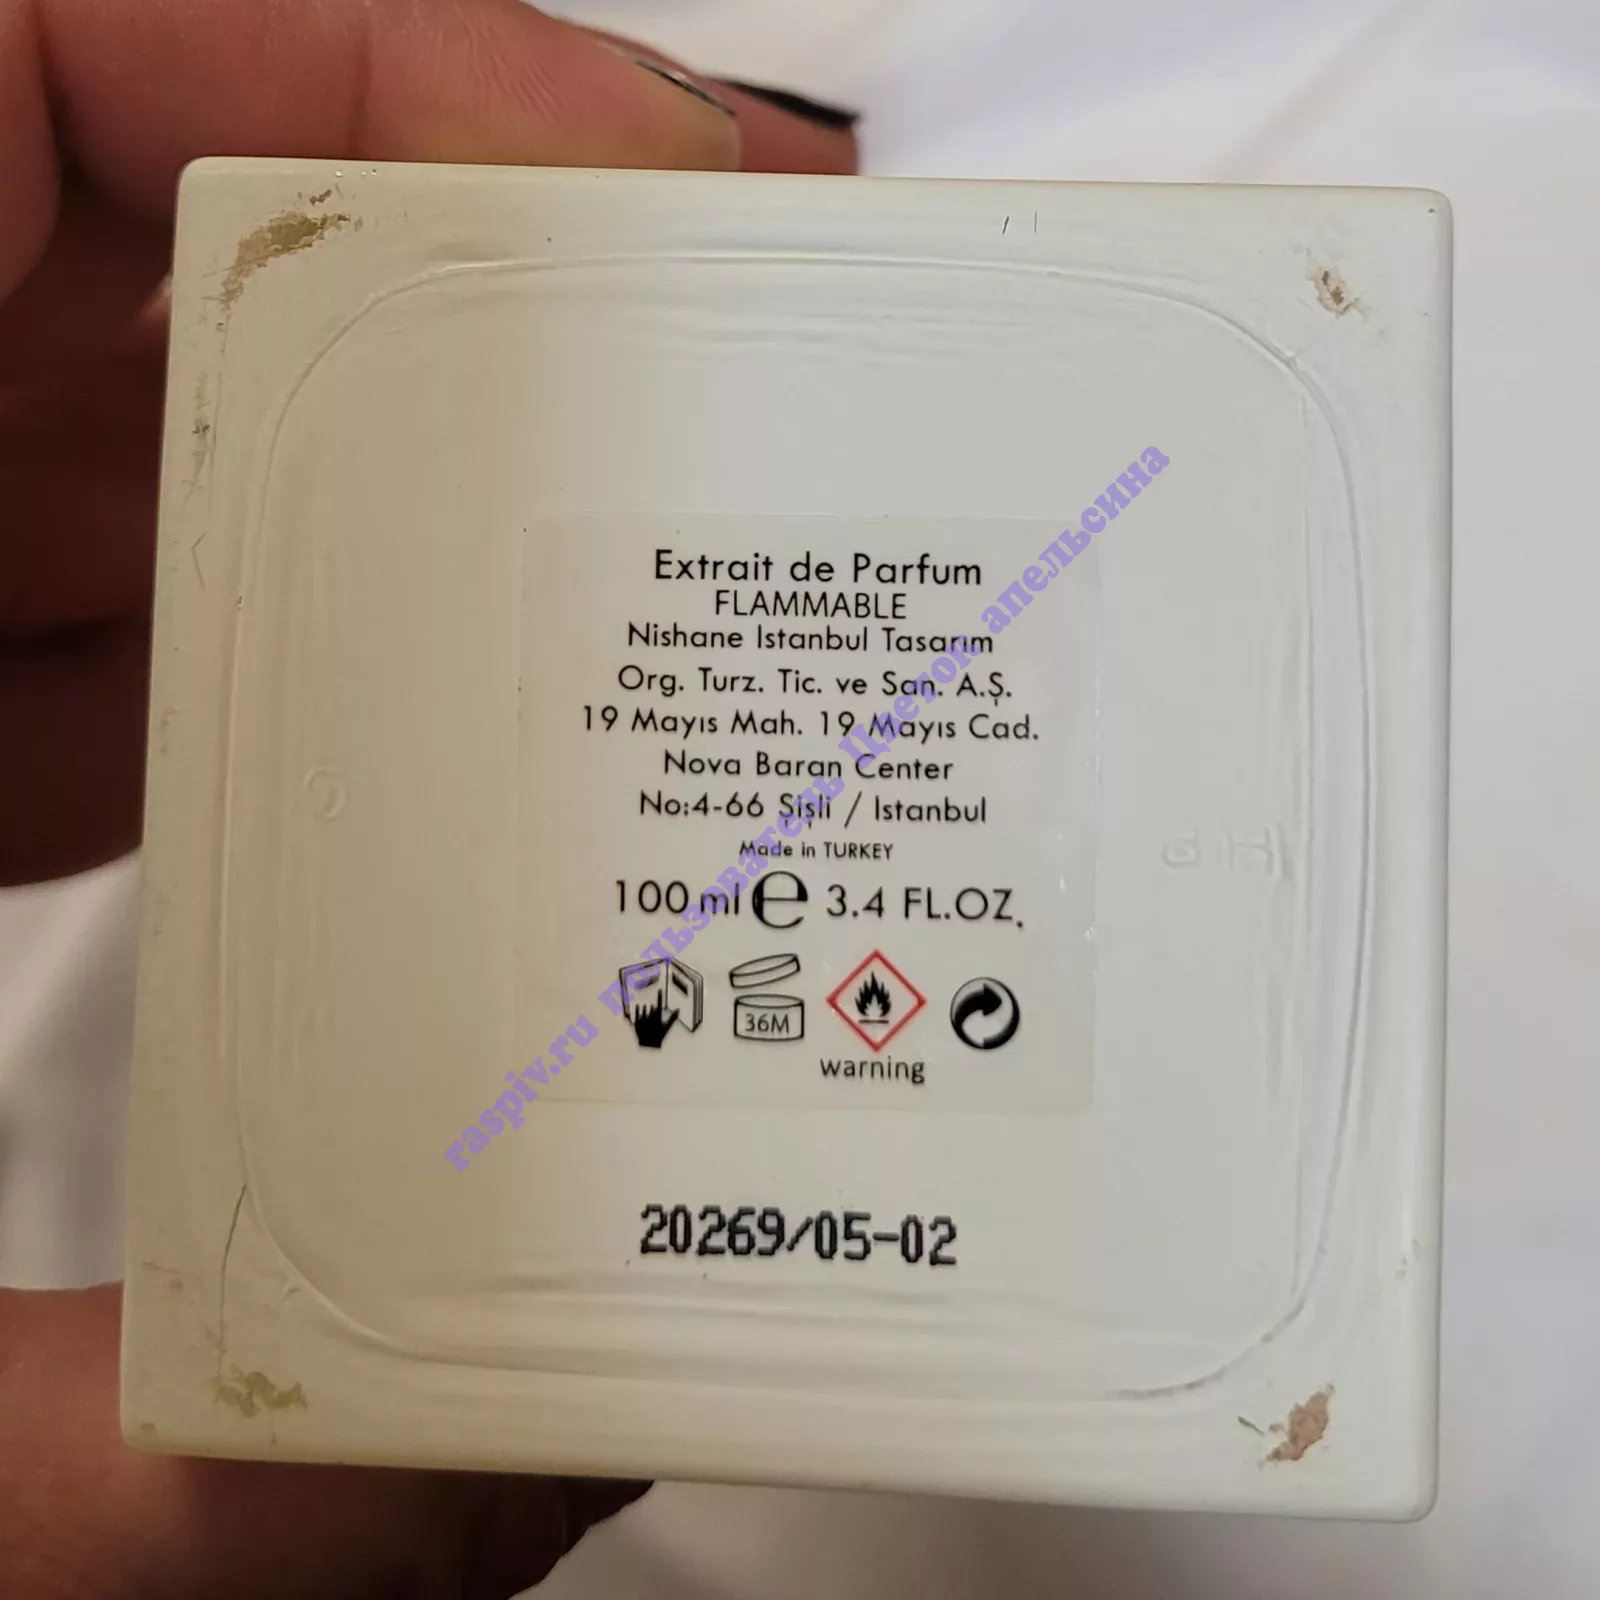 Extrait de Parfum
FLAMMABLE
Nishane Istanbul Tasarım
Org. Turz. Tic. ve San. A.Ş.
19 Mayıs Mah. 19 Mayıs Cad.
Nova Baran Center
No:4-66 Şişli / Istanbul
Made in TURKEY
100 ml e 3.4 FL.OZ.
36M
warning
20269/05-02
raspiv.ru пользователь Цветок апельсина